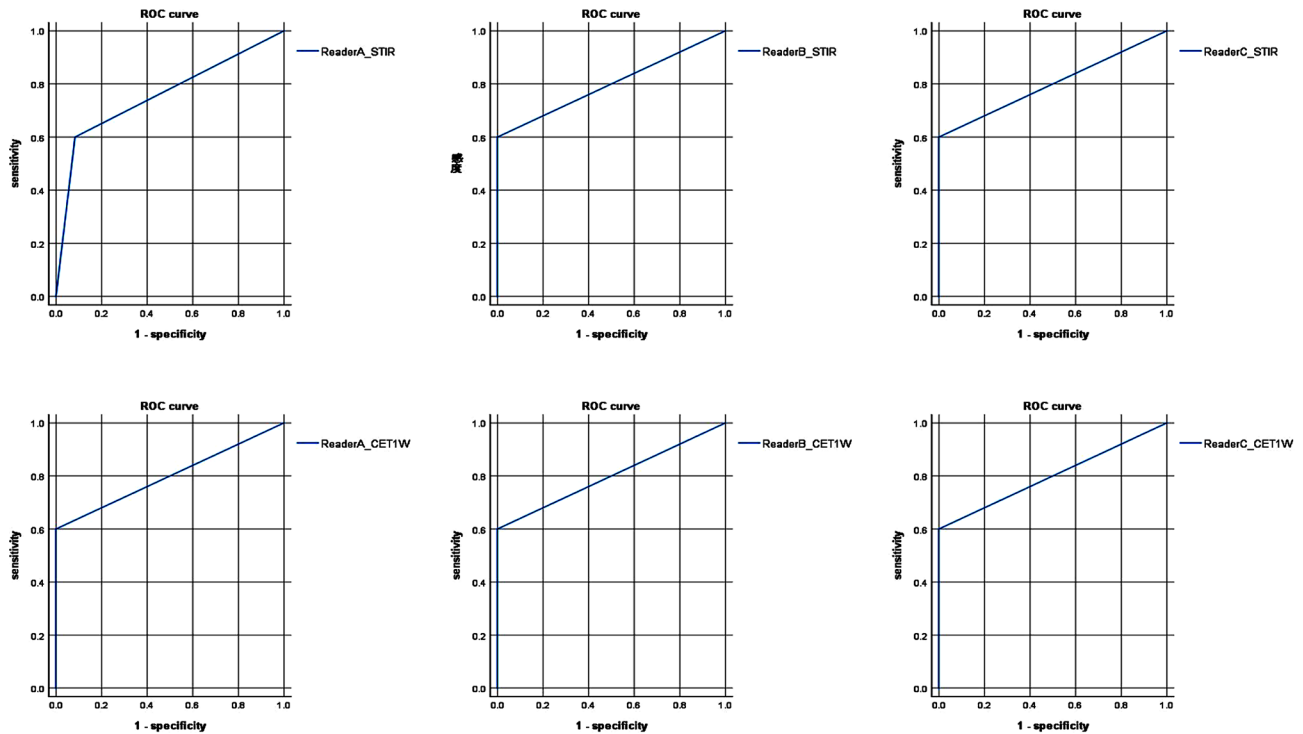 ROC curve
ReaderA_STIR
1.0
0.8
0.6
0.4
0.2
0.0
sensitivity
0.0 0.2 0.4 0.6 0.8 1.0
1 - specificity
ROC curve
ReaderB_STIR
1.0
0.8
0.6
0.4
0.2
0.0
感度
0.0 0.2 0.4 0.6 0.8 1.0
1 - specificity
ROC curve
ReaderC_STIR
1.0
0.8
0.6
0.4
0.2
0.0
sensitivity
0.0 0.2 0.4 0.6 0.8 1.0
1 - specificity
ROC curve
ReaderA_CET1W
1.0
0.8
0.6
0.4
0.2
0.0
sensitivity
0.0 0.2 0.4 0.6 0.8 1.0
1 - specificity
ROC curve
ReaderB_CET1W
1.0
0.8
0.6
0.4
0.2
0.0
sensitivity
0.0 0.2 0.4 0.6 0.8 1.0
1 - specificity
ROC curve
ReaderC_CET1W
1.0
0.8
0.6
0.4
0.2
0.0
sensitivity
0.0 0.2 0.4 0.6 0.8 1.0
1 - specificity